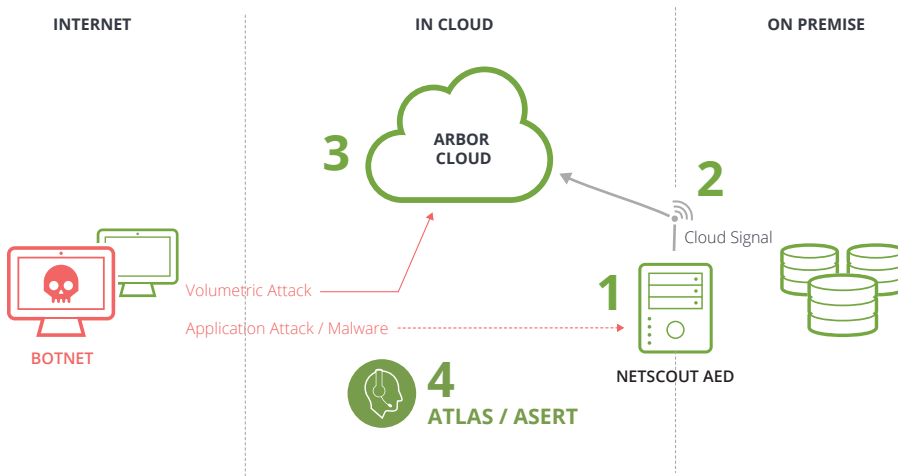 INTERNET
IN CLOUD
ON PREMISE
ARBOR
CLOUD
3
2
Cloud Signal
Volumetric Attack
1
Application Attack / Malware
BOTNET
NETSCOUT AED
4
ATLAS / ASERT